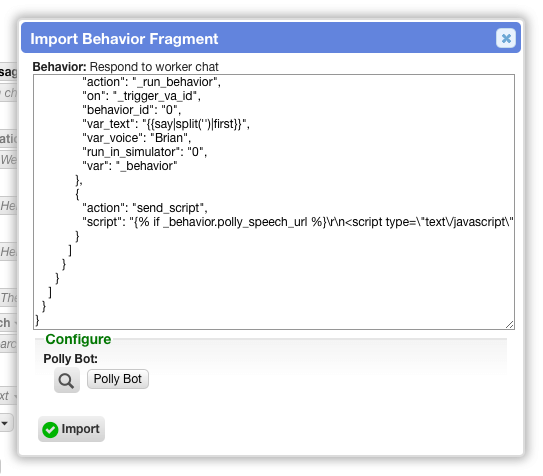 Import Behavior Fragment
Behavior: Respond to worker chat
"action": "_run_behavior",
"on": "_trigger_va_id",
"behavior_id": "0",
"var_text": "{{say|split('')|first}}",
"var_voice": "Brian",
"run_in_simulator": "0",
"var": "_behavior"
},
{
"action": "send_script",
"script": "{% if _behavior.polly_speech_url %}\r\n<script type=\"text\/javascript\"
}
]
}
}
]
}
}
Configure
Polly Bot:
Polly Bot
Import